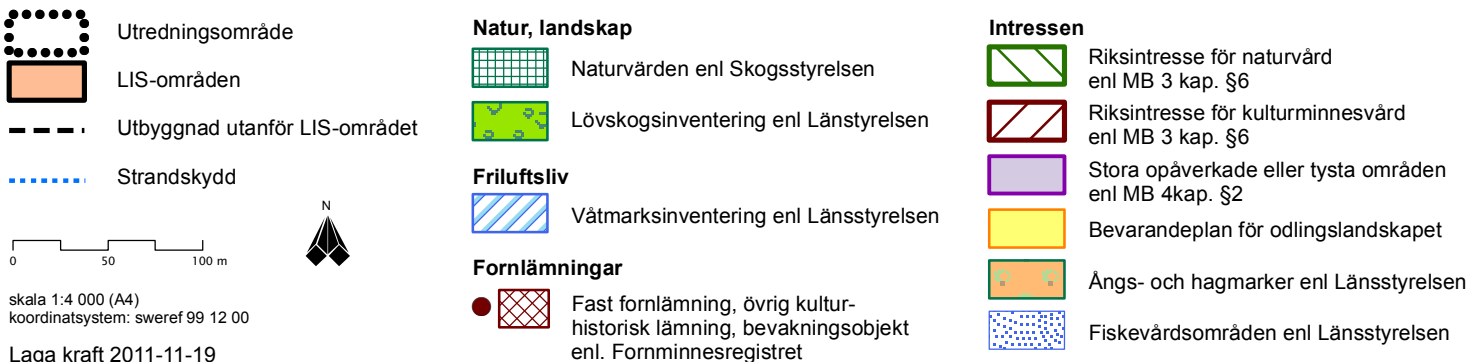 Utredningsområde
LIS-områden
Utbyggnad utanför LIS-området
Strandskydd
N
0 50 100 m
skala 1:4 000 (A4)
koordinatsystem: sweref 99 12 00
Laga kraft 2011-11-19
Natur, landskap
Naturvärden enl Skogsstyrelsen
Lövskogsinventering enl Länstyrelsen
Friluftsliv
Våtmarksinventering enl Länsstyrelsen
Fornlämningar
Fast fornlämning, övrig kultur-
historisk lämning, bevakningsobjekt
enl. Fornminnesregistret
Intressen
Riksintresse för naturvård
enl MB 3 kap. §6
Riksintresse för kulturminnesvård
enl MB 3 kap. §6
Stora opåverkade eller tysta områden
enl MB 4kap. §2
Bevarandeplan för odlingslandskapet
Ångs- och hagmarker enl Länsstyrelsen
Fiskevårdsområden enl Länsstyrelsen